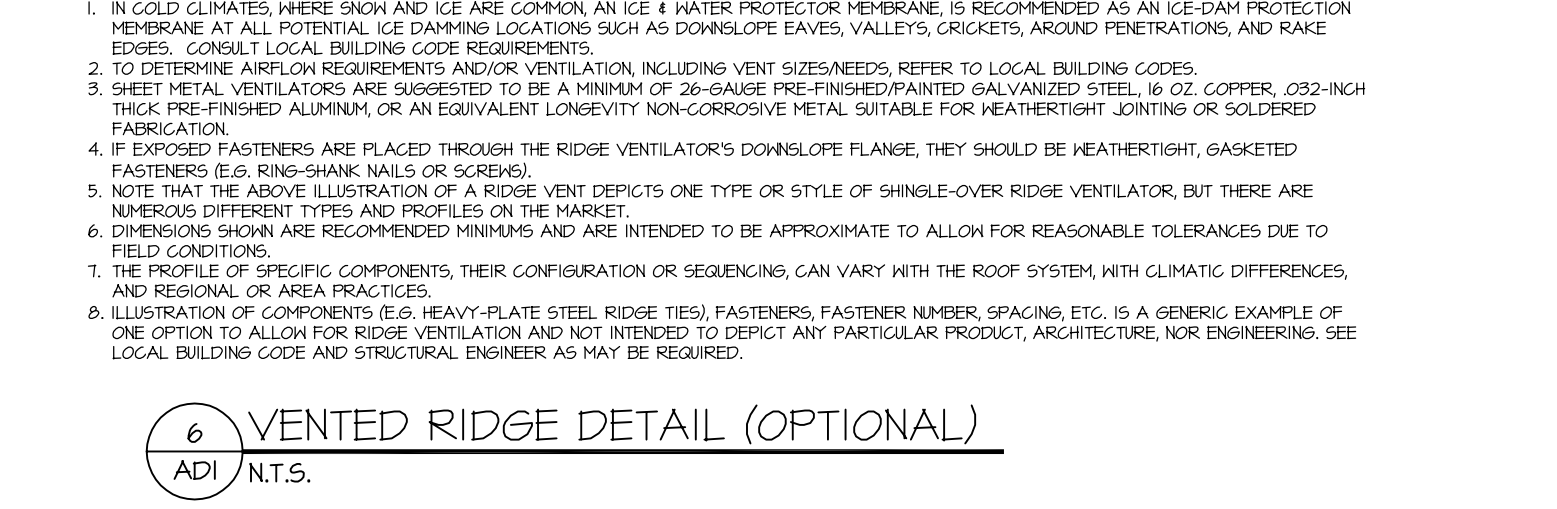 1. IN COLD CLIMATES, WHERE SNOW AND ICE ARE COMMON, AN ICE & WATER PROTECTOR MEMBRANE, IS RECOMMENDED AS AN ICE-DAM PROTECTION
MEMBRANE AT ALL POTENTIAL ICE DAMMING LOCATIONS SUCH AS DOWNSLOPE EAVES, VALLEYS, CRICKETS, AROUND PENETRATIONS, AND RAKE
EDGES. CONSULT LOCAL BUILDING CODE REQUIREMENTS.
2. TO DETERMINE AIRFLOW REQUIREMENTS AND/OR VENTILATION, INCLUDING VENT SIZES/NEEDS, REFER TO LOCAL BUILDING CODES.
3. SHEET METAL VENTILATORS ARE SUGGESTED TO BE A MINIMUM OF 26-GAUGE PRE-FINISHED/PAINTED GALVANIZED STEEL, 16 OZ. COPPER, .032-INCH
THICK PRE-FINISHED ALUMINUM, OR AN EQUIVALENT LONGEVITY NON-CORROSIVE METAL SUITABLE FOR WEATHERTIGHT JOINTING OR SOLDERED
FABRICATION.
4. IF EXPOSED FASTENERS ARE PLACED THROUGH THE RIDGE VENTILATOR'S DOWNSLOPE FLANGE, THEY SHOULD BE WEATHERTIGHT, GASKETED
FASTENERS (E.G. RING-SHANK NAILS OR SCREWS).
5. NOTE THAT THE ABOVE ILLUSTRATION OF A RIDGE VENT DEPICTS ONE TYPE OR STYLE OF SHINGLE-OVER RIDGE VENTILATOR, BUT THERE ARE
NUMEROUS DIFFERENT TYPES AND PROFILES ON THE MARKET.
6. DIMENSIONS SHOWN ARE RECOMMENDED MINIMUMS AND ARE INTENDED TO BE APPROXIMATE TO ALLOW FOR REASONABLE TOLERANCES DUE TO
FIELD CONDITIONS.
7. THE PROFILE OF SPECIFIC COMPONENTS, THEIR CONFIGURATION OR SEQUENCING, CAN VARY WITH THE ROOF SYSTEM, WITH CLIMATIC DIFFERENCES,
AND REGIONAL OR AREA PRACTICES.
8. ILLUSTRATION OF COMPONENTS (E.G. HEAVY-PLATE STEEL RIDGE TIES), FASTENERS, FASTENER NUMBER, SPACING, ETC. IS A GENERIC EXAMPLE OF
ONE OPTION TO ALLOW FOR RIDGE VENTILATION AND NOT INTENDED TO DEPICT ANY PARTICULAR PRODUCT, ARCHITECTURE, NOR ENGINEERING. SEE
LOCAL BUILDING CODE AND STRUCTURAL ENGINEER AS MAY BE REQUIRED.
6 VENTED RIDGE DETAIL (OPTIONAL)
AD1 N.T.S.